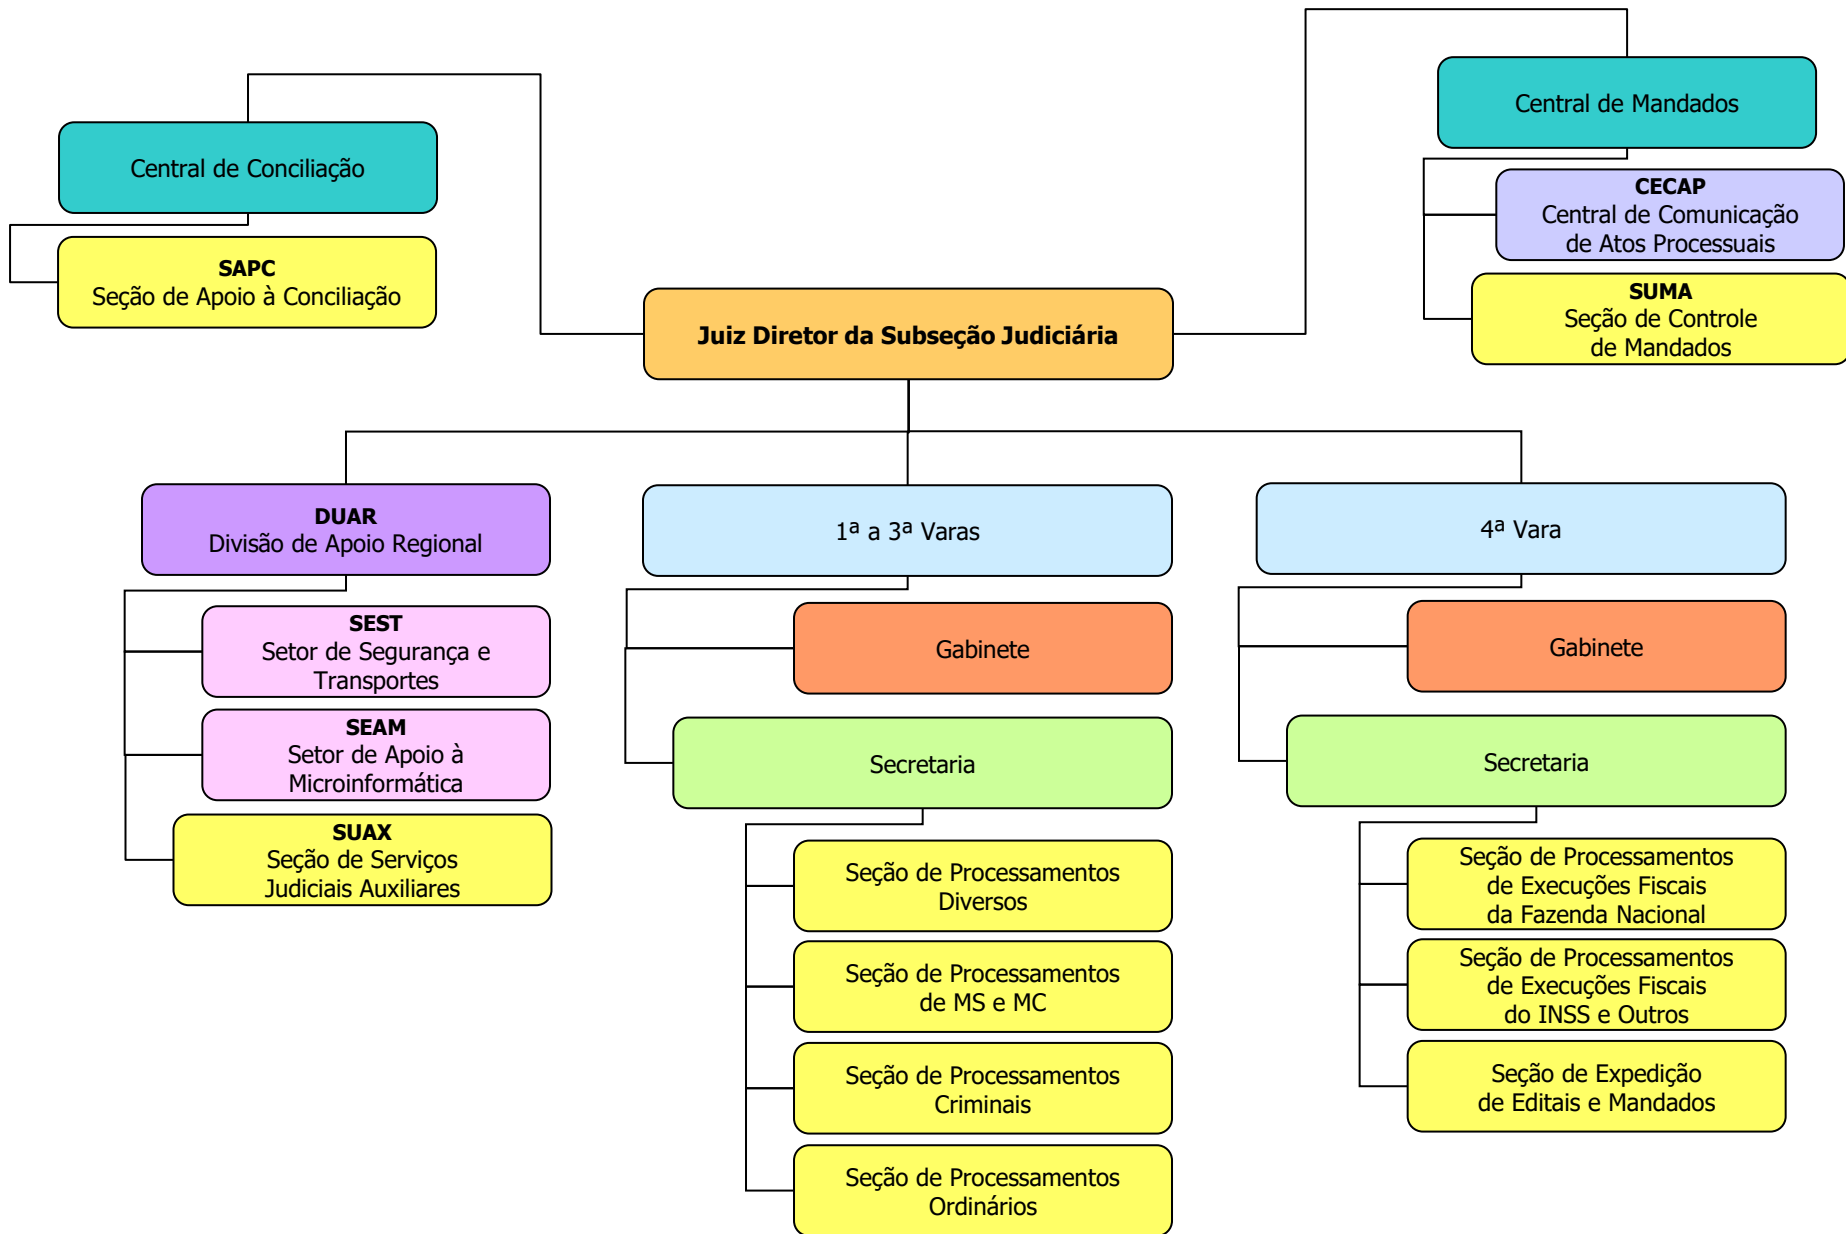 Central de Mandados
Central de Conciliação
CECAP
Central de Comunicação
de Atos Processuais
SAPC
Seção de Apoio à Conciliação
SUMA
Seção de Controle
de Mandados
Juiz Diretor da Subseção Judiciária
DUAR
Divisão de Apoio Regional
SEST
Setor de Segurança e
Transportes
SEAM
Setor de Apoio à
Microinformática
SUAX
Seção de Serviços
Judiciais Auxiliares
1ª a 3ª Varas
Gabinete
Secretaria
Seção de Processamentos
Diversos
Seção de Processamentos
de MS e MC
Seção de Processamentos
Criminais
Seção de Processamentos
Ordinários
4ª Vara
Gabinete
Secretaria
Seção de Processamentos
de Execuções Fiscais
da Fazenda Nacional
Seção de Processamentos
de Execuções Fiscais
do INSS e Outros
Seção de Expedição
de Editais e Mandados